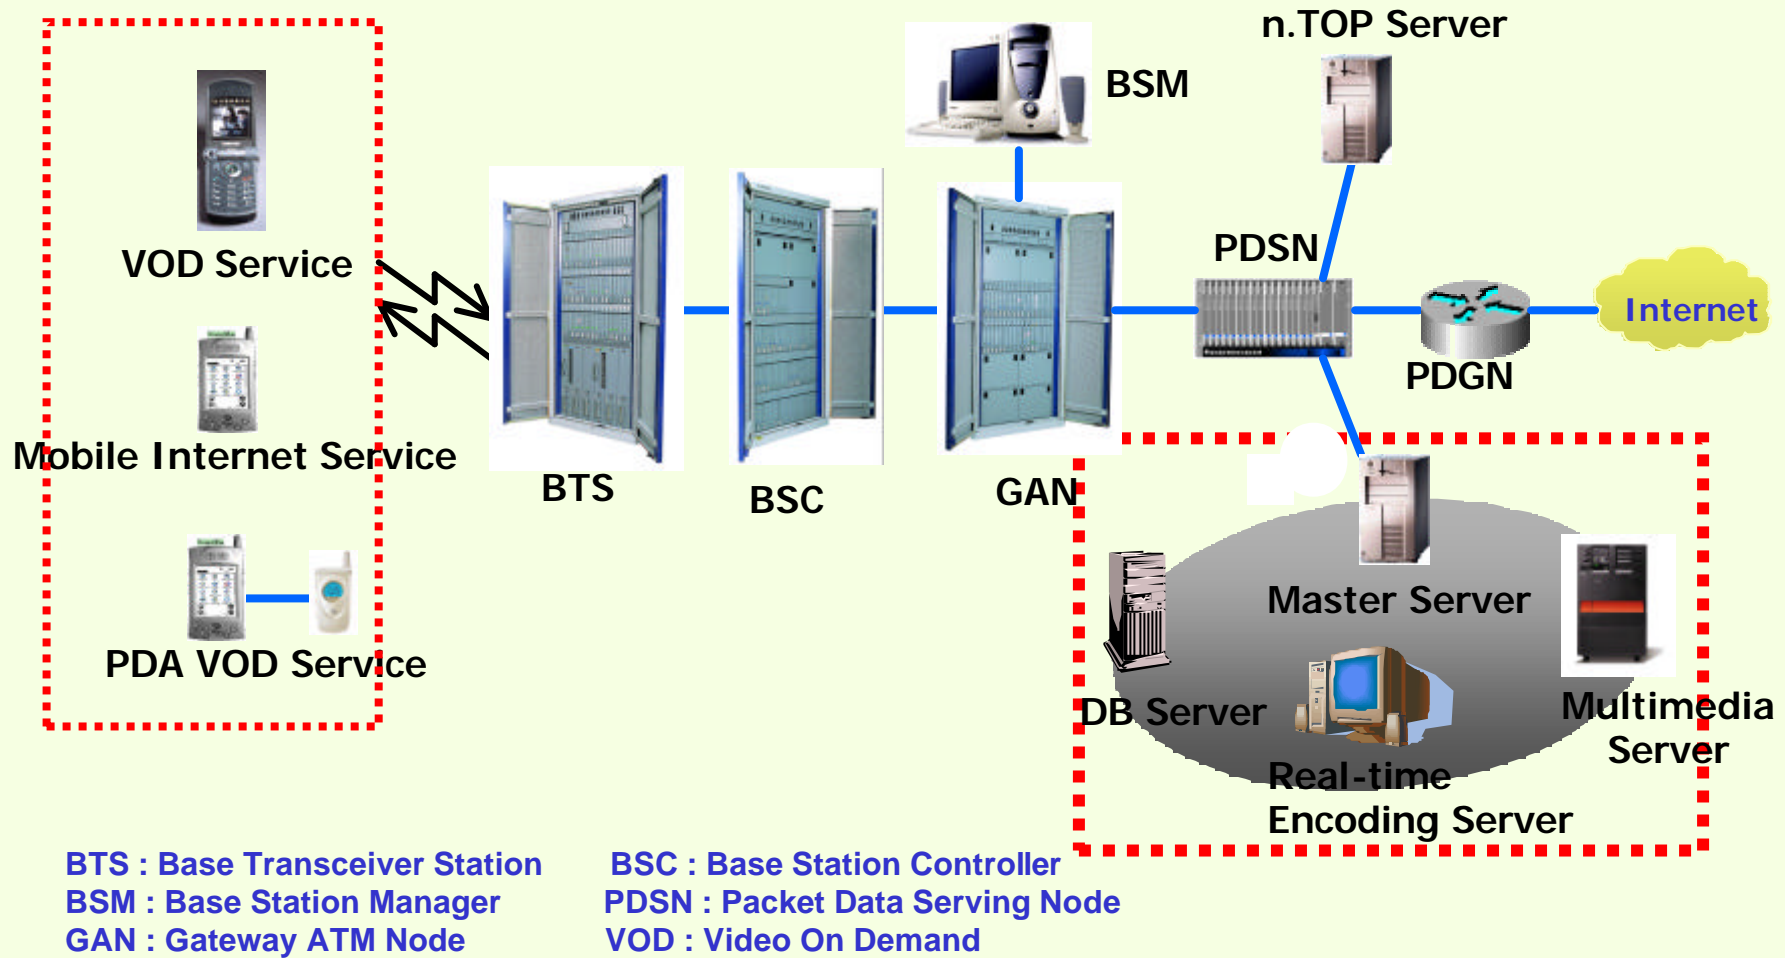 n.TOP Server
BSM
VOD Service
PDSN
Internet
PDGN
Mobile Internet Service
BTS
BSC
GAN
Master Server
PDA VOD Service
DB Server
Multimedia
Server
Real-time
Encoding Server
BTS : Base Transceiver Station
BSC : Base Station Controller
BSM : Base Station Manager
PDSN : Packet Data Serving Node
GAN : Gateway ATM Node
VOD : Video On Demand